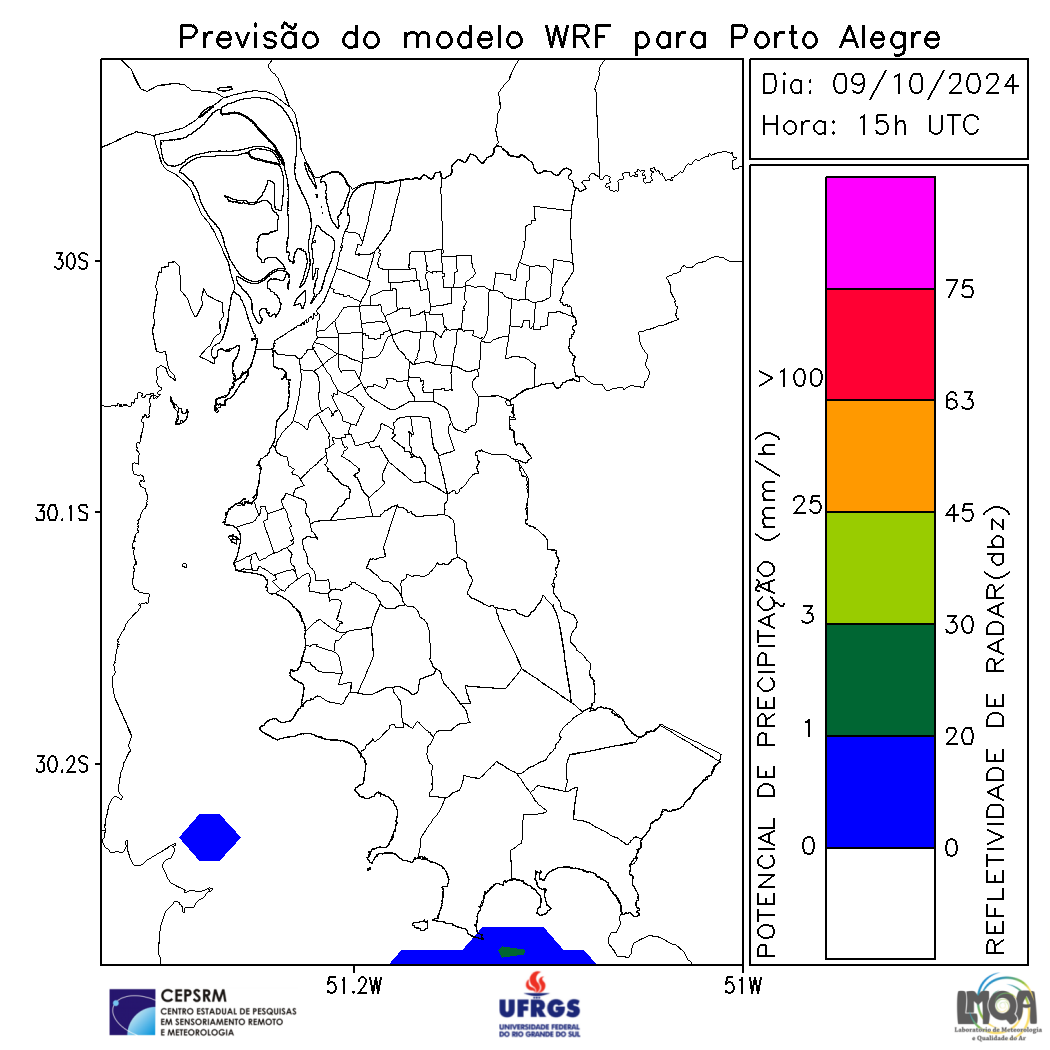 Previsão do modelo WRF para Porto Alegre
Dia: 09/10/2024
Hora: 15h UTC
30S
30.1S
30.2S
51.2W
51W
POTENCIAL DE PRECIPITAÇÃO (mm/h)
>100
25
3
1
0
75
63
45
30
20
0
REFLETIVIDADE DE RADAR(dbz)
CEPSRM
CENTRO ESTADUAL DE PESQUISAS
EM SENSORIAMENTO REMOTO
E METEOROLOGIA
UFRGS
UNIVERSIDADE FEDERAL
DO RIO GRANDE DO SUL
LMQA
Laboratório de Meteorologia
e Qualidade do Ar